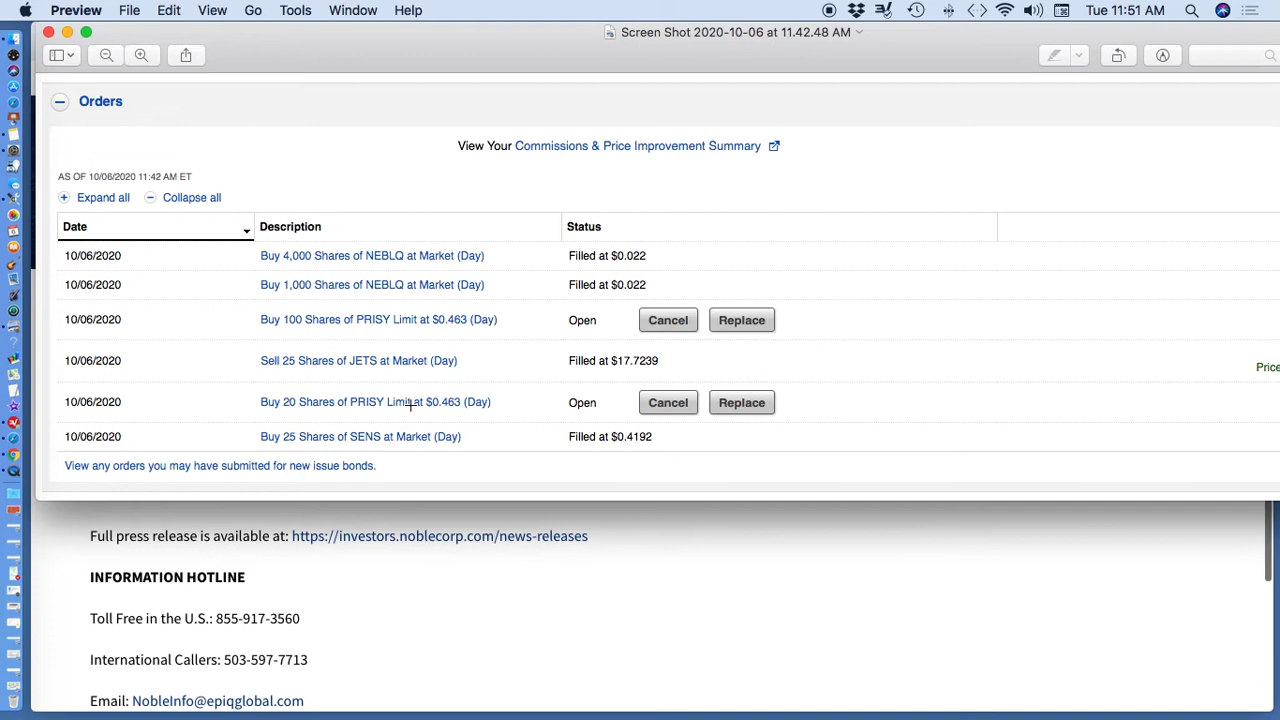 Preview File Edit View Go Tools Window Help Tue 11:51 AM
Screen Shot 2020-10-06 at 11.42.48 AM
Orders
View Your Commissions & Price Improvement Summary
AS OF 10/06/2020 11:42 AM ET
Expand all Collapse all
Date Description Status
10/06/2020 Buy 4,000 Shares of NEBLQ at Market (Day) Filled at $0.022
10/06/2020 Buy 1,000 Shares of NEBLQ at Market (Day) Filled at $0.022
10/06/2020 Buy 100 Shares of PRISY Limit at $0.463 (Day) Open Cancel Replace
10/06/2020 Sell 25 Shares of JETS at Market (Day) Filled at $17.7239
Price
10/06/2020 Buy 20 Shares of PRISY Limit at $0.463 (Day) Open Cancel Replace
10/06/2020 Buy 25 Shares of SENS at Market (Day) Filled at $0.4192
View any orders you may have submitted for new issue bonds.
Full press release is available at: https://investors.noblecorp.com/news-releases
INFORMATION HOTLINE
Toll Free in the U.S.: 855-917-3560
International Callers: 503-597-7713
Email: NobleInfo@epiqglobal.com